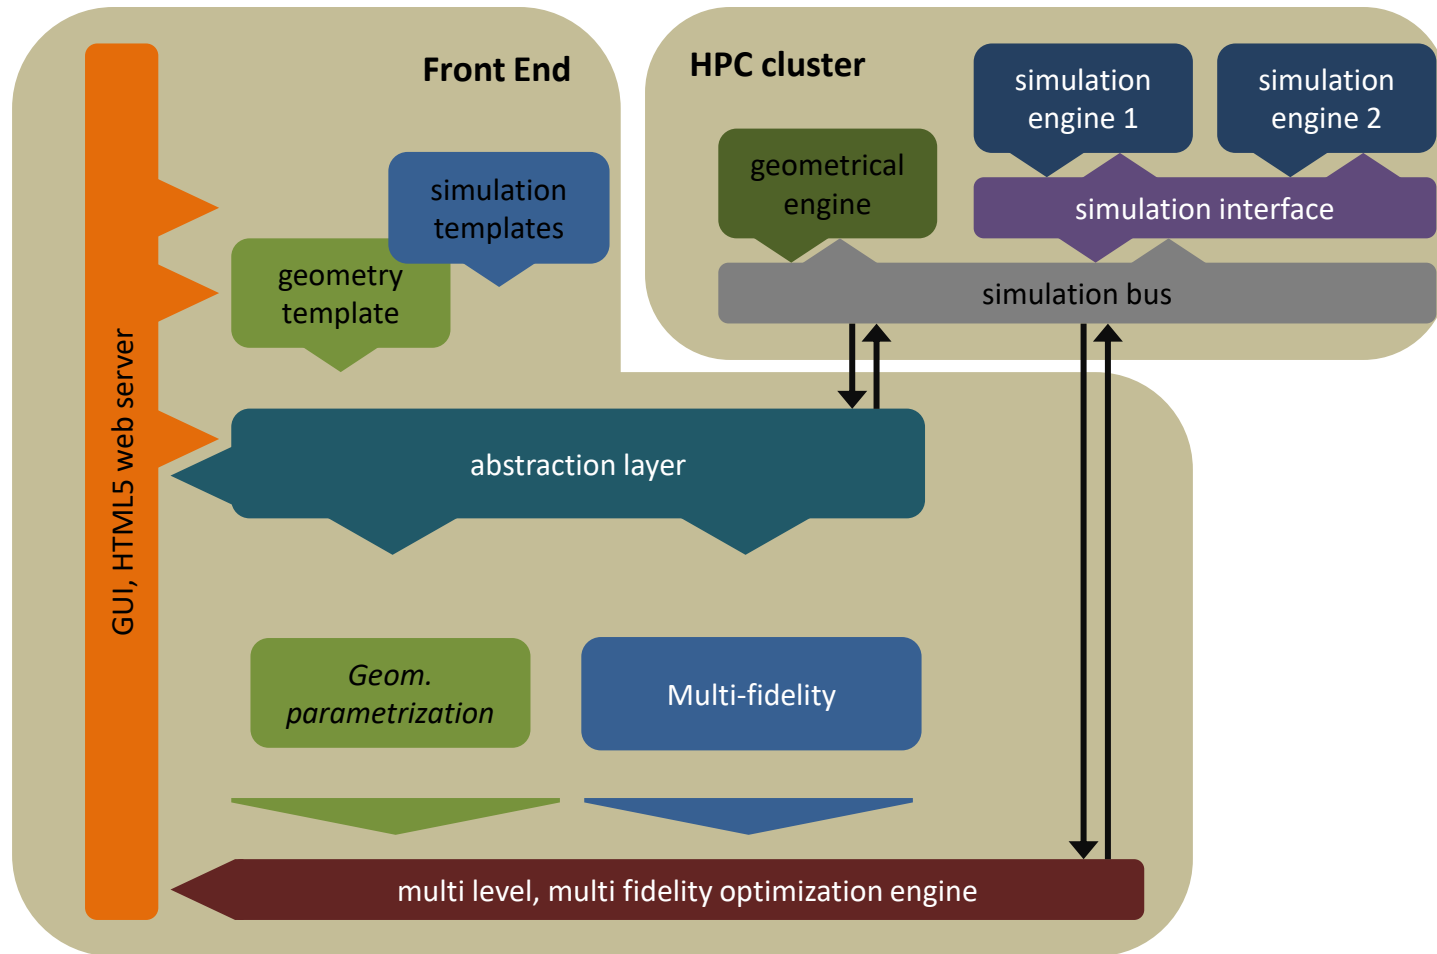 Front End
HPC cluster
simulation
engine 1
simulation
engine 2
geometrical
engine
simulation
templates
simulation interface
geometry
template
simulation bus
GUI, HTML5 web server
abstraction layer
Geom.
parametrization
Multi-fidelity
multi level, multi fidelity optimization engine